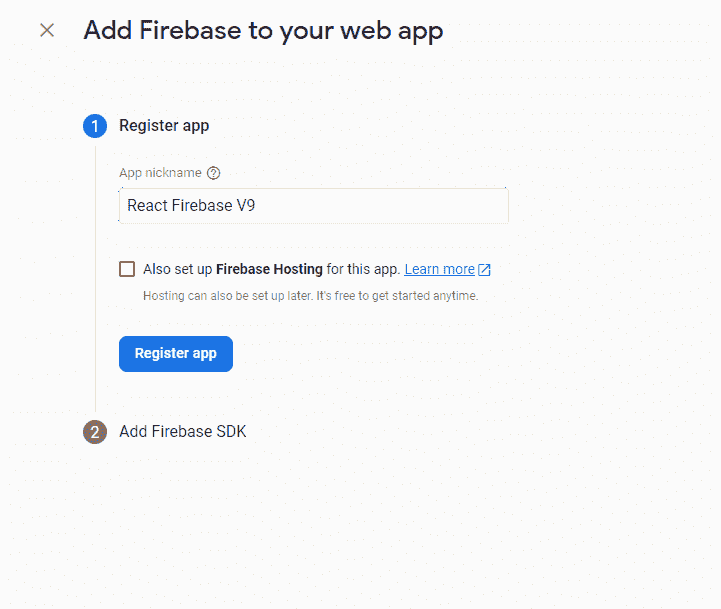 Add Firebase to your web app
1 Register app
App nickname
React Firebase V9
Also set up Firebase Hosting for this app. Learn more
Hosting can also be set up later. It's free to get started anytime.
Register app
2 Add Firebase SDK